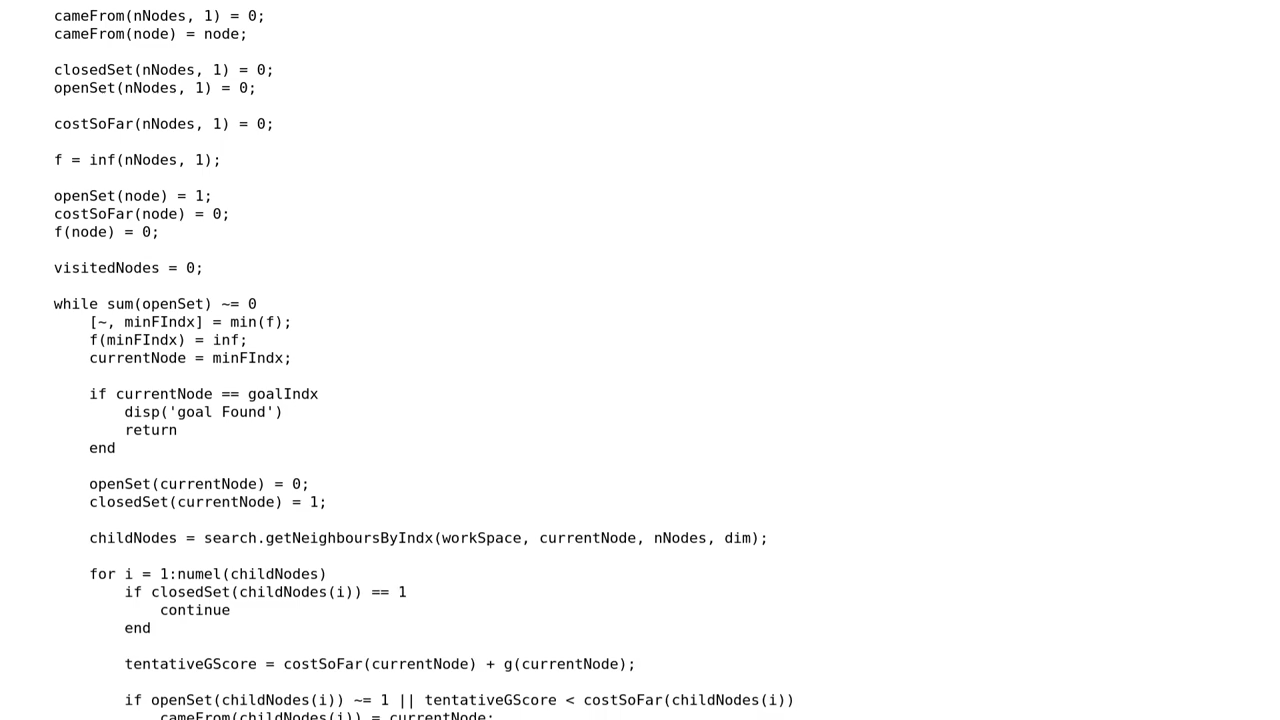 cameFrom(nNodes, 1) = 0;
cameFrom(node) = node;
closedSet(nNodes, 1) = 0;
openSet(nNodes, 1) = 0;
costSoFar(nNodes, 1) = 0;
f = inf(nNodes, 1);
openSet(node) = 1;
costSoFar(node) = 0;
f(node) = 0;
visitedNodes = 0;
while sum(openSet) ~= 0
[~, minFIndx] = min(f);
f(minFIndx) = inf;
currentNode = minFIndx;
if currentNode == goalIndx
disp('goal Found')
return
end
openSet(currentNode) = 0;
closedSet(currentNode) = 1;
childNodes = search.getNeighboursByIndx(workSpace, currentNode, nNodes, dim);
for i = 1:numel(childNodes)
if closedSet(childNodes(i)) == 1
continue
end
tentativeGScore = costSoFar(currentNode) + g(currentNode);
if openSet(childNodes(i)) ~= 1 || tentativeGScore < costSoFar(childNodes(i))
cameFrom(childNodes(i)) = currentNode;